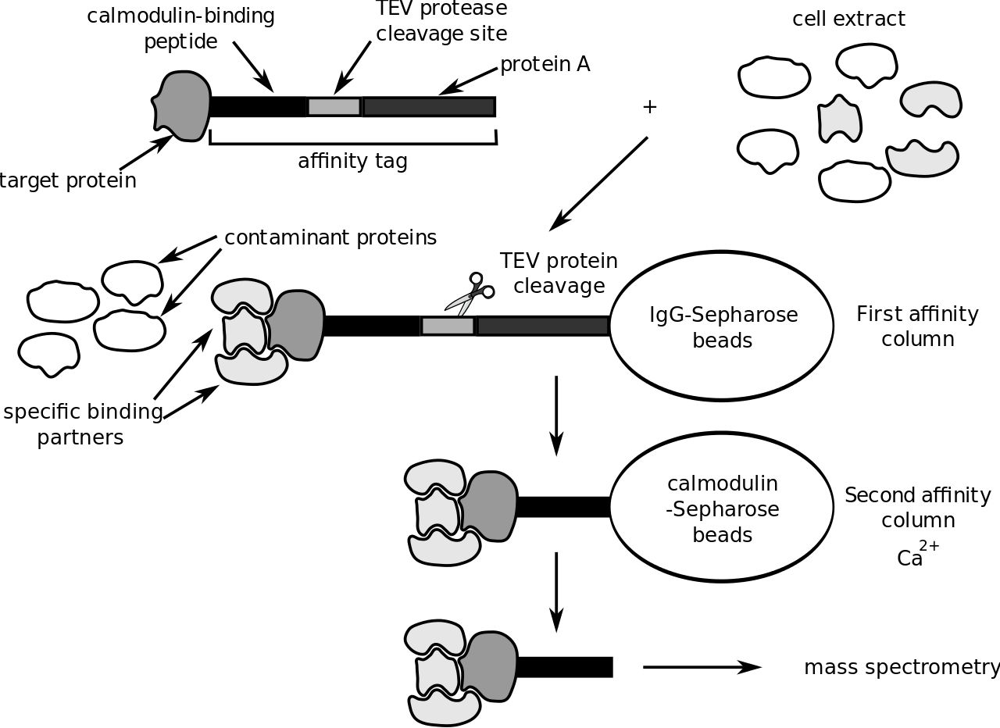 calmodulin-binding
peptide
TEV protease
cleavage site
protein A
cell extract
+
affinity tag
target protein
contaminant proteins
TEV protein
cleavage
IgG-Sepharose
beads
First affinity
column
specific binding
partners
calmodulin
-Sepharose
beads
Second affinity
column
Ca2+
mass spectrometry